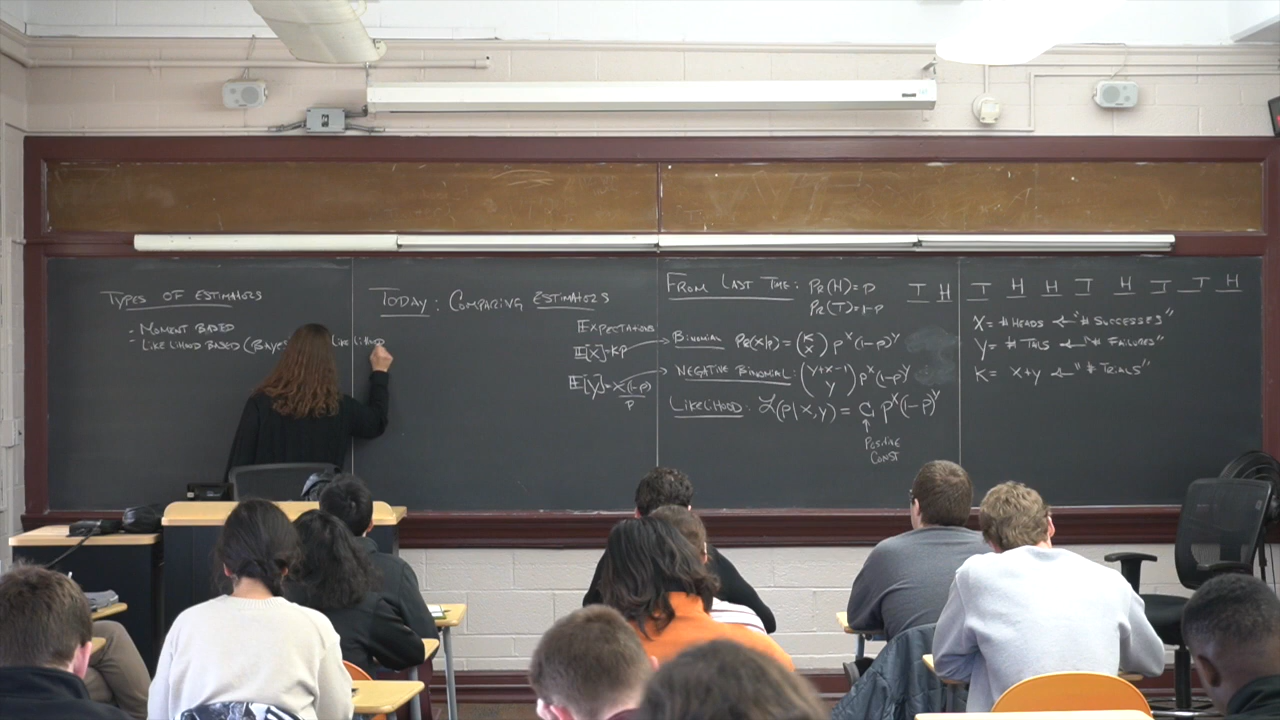 TYPES OF ESTIMATORS
- MOMENT BASED
- LIKELIHOOD BASED (BAYES LIKELIHOOD
TODAY: COMPARING ESTIMATORS
EXPECTATIONS
E[X]=Kp
E[Y]=X(1-p)/p
FROM LAST TIME: PR(H)=p
PR(T)=1-p
BINOMIAL PR(X|p)=(K X) p^X(1-p)^Y
NEGATIVE BINOMIAL: (Y+X-1 Y) p^X(1-p)^Y
LIKELIHOOD: ℒ(p|X,Y)= C p^X(1-p)^Y
↑
POSITIVE
CONST
T H T H H T H T T H
X= # HEADS ← "# SUCCESSES"
Y= # TAILS ← "# FAILURES"
K= X+Y ← "# TRIALS"